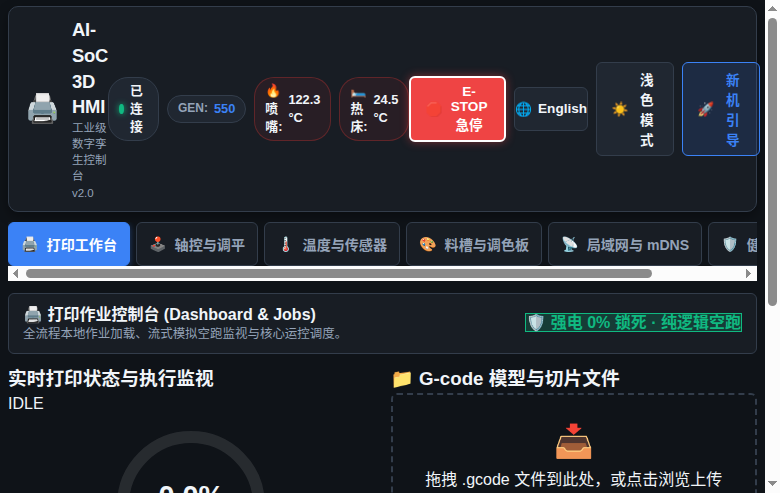 AI-
SoC
3D
HMI
工业级
数字孪
生控制
台
v2.0
已
连
接
GEN: 550
喷
嘴:
122.3
°C
热
床:
24.5
°C
E-
STOP
急停
English
浅
色
模
式
新
机
引
导
打印工作台
轴控与调平
温度与传感器
料槽与调色板
局域网与 mDNS
打印作业控制台 (Dashboard & Jobs)
全流程本地作业加载、流式模拟空跑监视与核心运控调度。
强电 0% 锁死 · 纯逻辑空跑
实时打印状态与执行监视
IDLE
G-code 模型与切片文件
拖拽 .gcode 文件到此处，或点击浏览上传